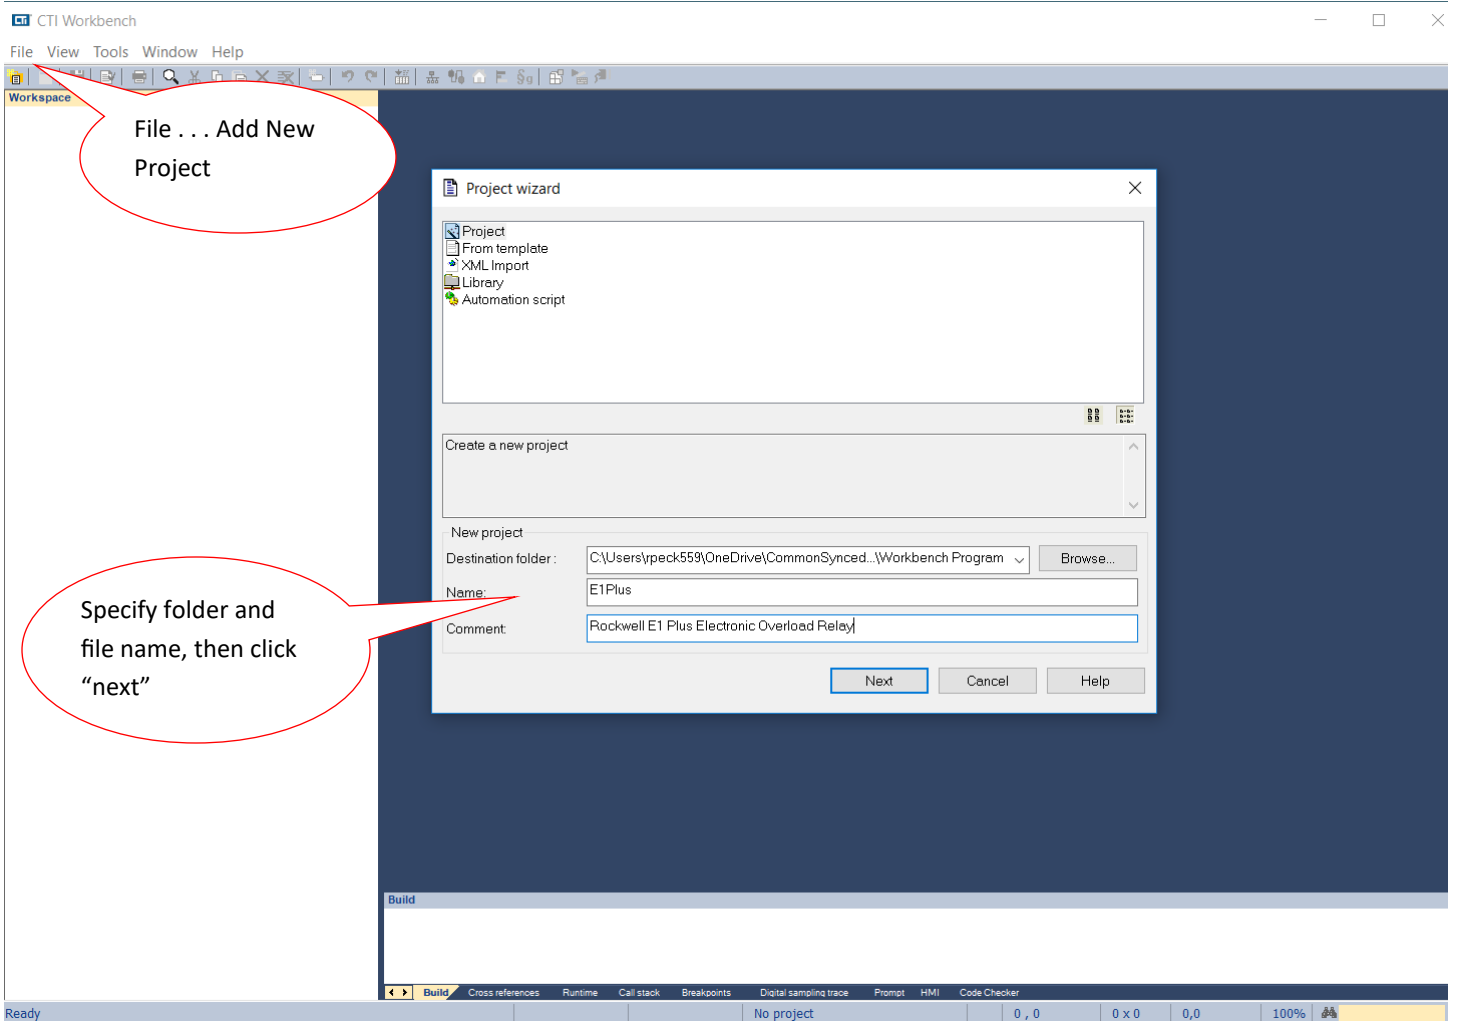 CTI CTI Workbench
File View Tools Window Help
Workspace
File . . . Add New
Project
Project wizard
Project
From template
XML Import
Library
Automation script
Create a new project
New project
Destination folder : C:\Users\rpeck559\OneDrive\CommonSynced...\Workbench Program Browse...
Name: E1Plus
Comment: Rockwell E1 Plus Electronic Overload Relay
Specify folder and
file name, then click
“next”
Next Cancel Help
Build
Build Cross references Runtime Call stack Breakpoints Digital sampling trace Prompt HMI Code Checker
Ready No project 0 , 0 0 x 0 0,0 100%